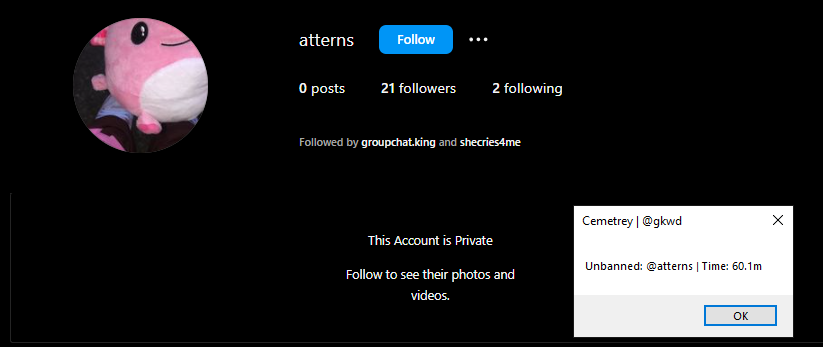 atterns Follow
0 posts 21 followers 2 following
Followed by groupchat.king and shecries4me
This Account is Private
Follow to see their photos and
videos.
Cemetrey | @gkwd
Unbanned: @atterns | Time: 60.1m
OK